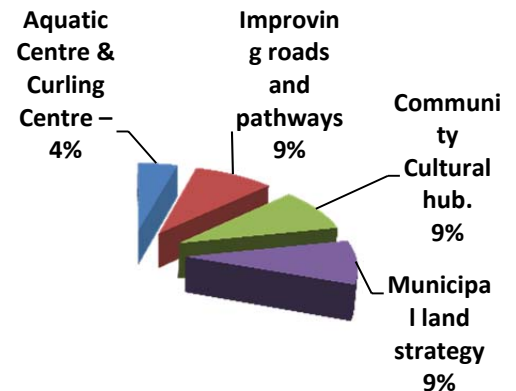 Aquatic
Centre &
Curling
Centre –
4%
Improvin
g roads
and
pathways
9%
Communi
ty
Cultural
hub.
9%
Municipa
l land
strategy
9%